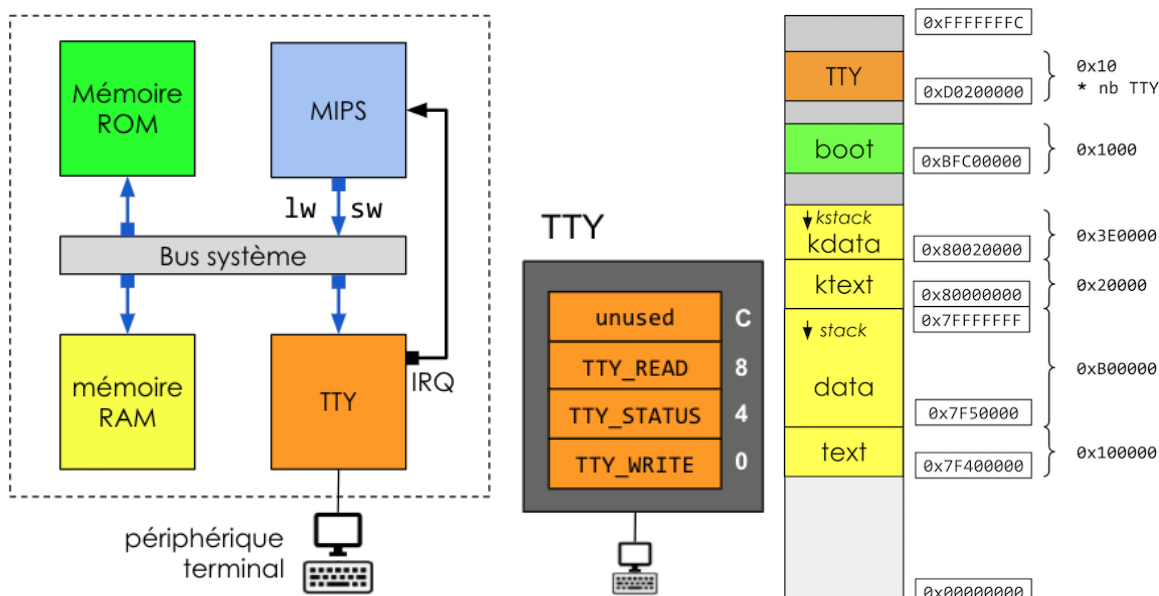 Mémoire
ROM
MIPS
lw
sw
Bus système
mémoire
RAM
TTY
IRQ
périphérique
terminal
TTY
unused
C
TTY_READ
8
TTY_STATUS
4
TTY_WRITE
0
0xFFFFFFFC
TTY
0xD0200000
0x10
* nb TTY
boot
0xBFC00000
0x1000
kstack
kdata
0x80020000
0x3E0000
ktext
0x80000000
0x20000
0x7FFFFFFF
stack
data
0x7F50000
0xB00000
text
0x7F400000
0x100000
0x00000000